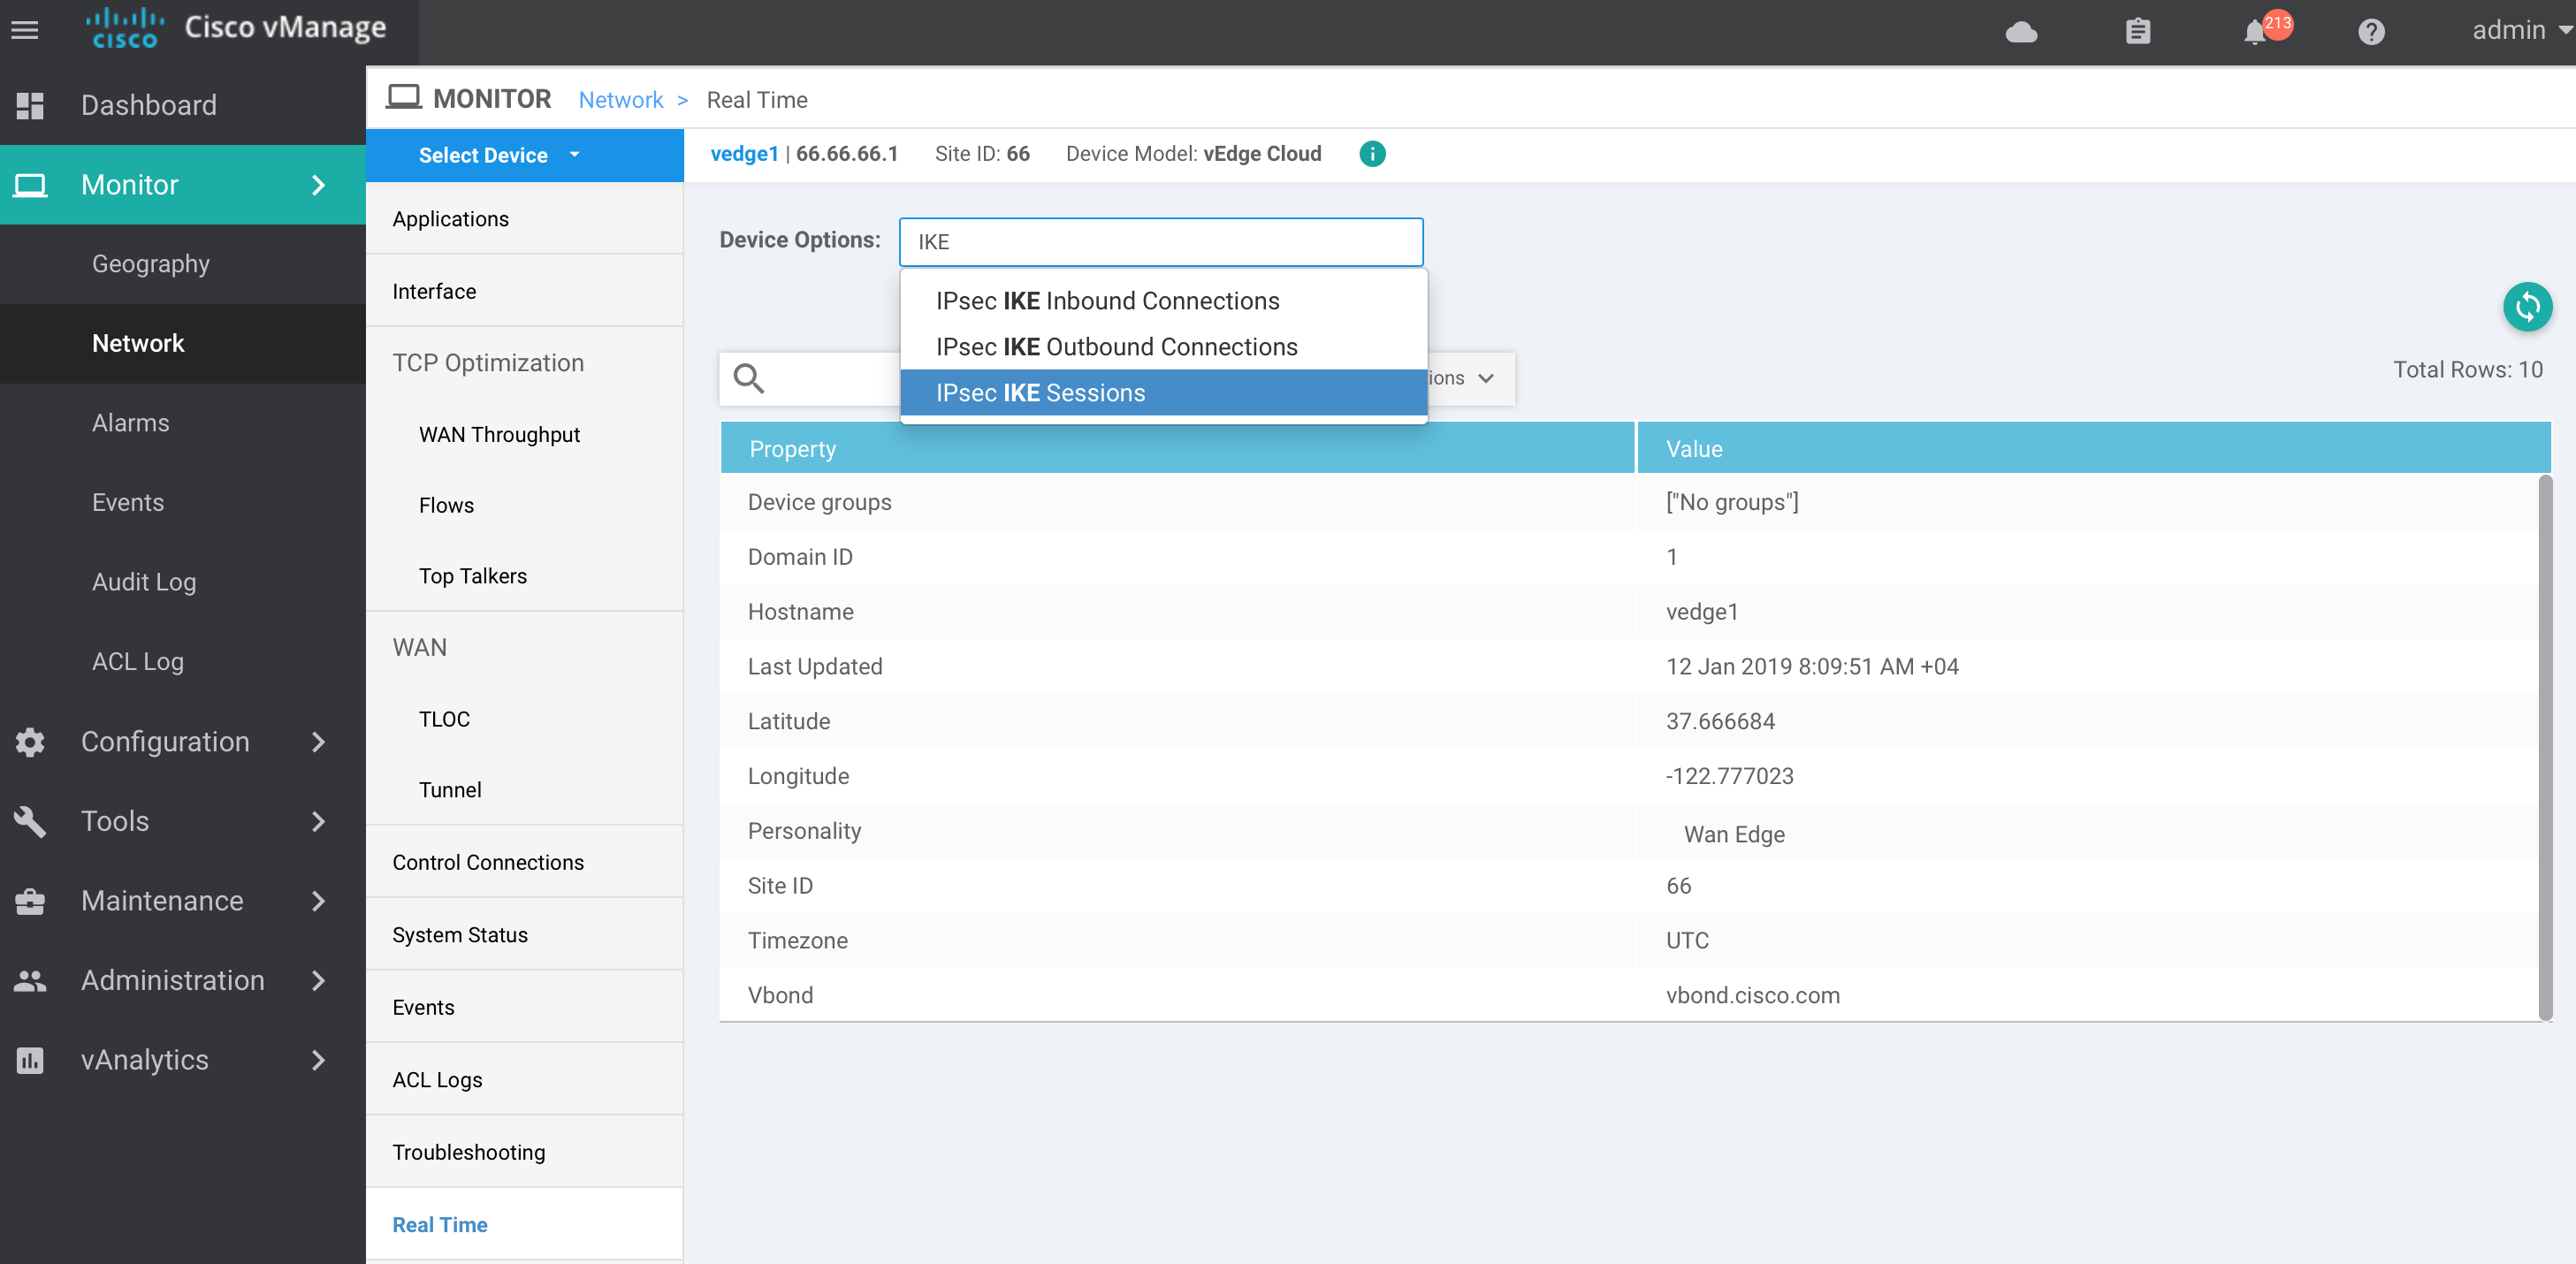 CISCO Cisco vManage 213 admin
Dashboard
Monitor
Geography
Network
Alarms
Events
Audit Log
ACL Log
Configuration
Tools
Maintenance
Administration
vAnalytics
MONITOR Network > Real Time
Select Device
Applications
Interface
TCP Optimization
WAN Throughput
Flows
Top Talkers
WAN
TLOC
Tunnel
Control Connections
System Status
Events
ACL Logs
Troubleshooting
Real Time
vedge1 | 66.66.66.1 Site ID: 66 Device Model: vEdge Cloud
Device Options: IKE
IPsec IKE Inbound Connections
IPsec IKE Outbound Connections
IPsec IKE Sessions
Total Rows: 10
Property Value
Device groups ["No groups"]
Domain ID 1
Hostname vedge1
Last Updated 12 Jan 2019 8:09:51 AM +04
Latitude 37.666684
Longitude -122.777023
Personality Wan Edge
Site ID 66
Timezone UTC
Vbond vbond.cisco.com